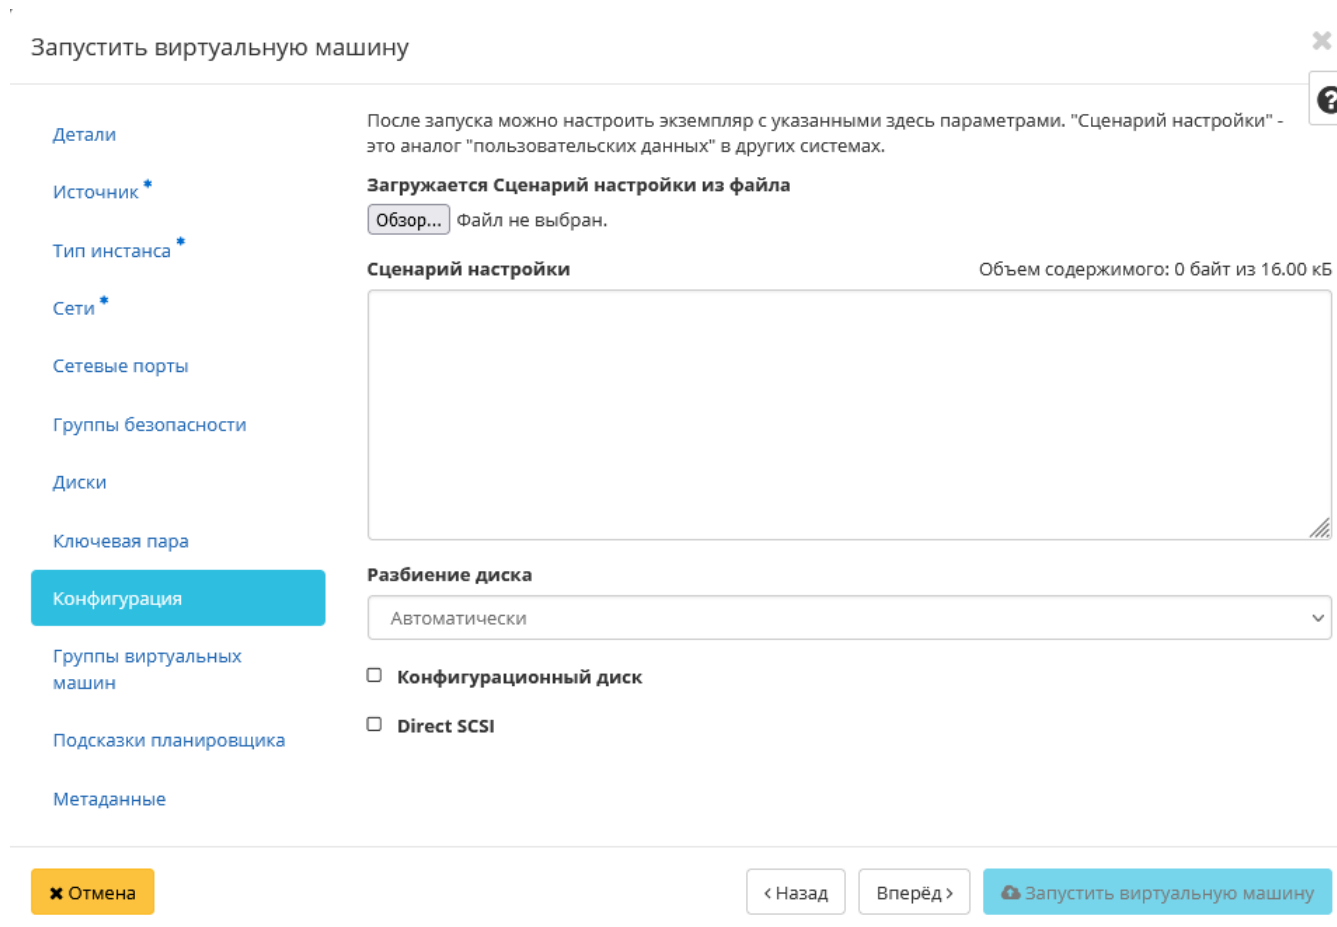 Запустить виртуальную машину
Детали
Источник *
Тип инстанса *
Сети *
Сетевые порты
Группы безопасности
Диски
Ключевая пара
Конфигурация
Группы виртуальных
машин
Подсказки планировщика
Метаданные
После запуска можно настроить экземпляр с указанными здесь параметрами. "Сценарий настройки" -
это аналог "пользовательских данных" в других системах.
Загружается Сценарий настройки из файла
Обзор... Файл не выбран.
Сценарий настройки Объем содержимого: 0 байт из 16.00 кБ
Разбиение диска
Автоматически
Конфигурационный диск
Direct SCSI
Отмена
Назад Вперёд Запустить виртуальную машину